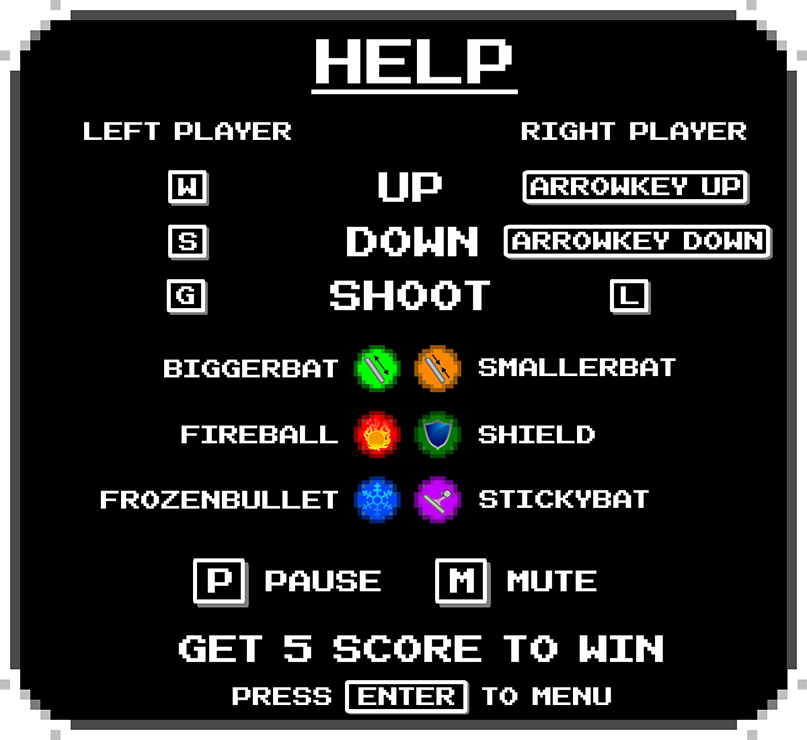 HELP
LEFT PLAYER RIGHT PLAYER
W UP ARROWKEY UP
S DOWN ARROWKEY DOWN
G SHOOT L
BIGGERBAT SMALLERBAT
FIREBALL SHIELD
FROZENBULLET STICKYBAT
P PAUSE M MUTE
GET 5 SCORE TO WIN
PRESS ENTER TO MENU